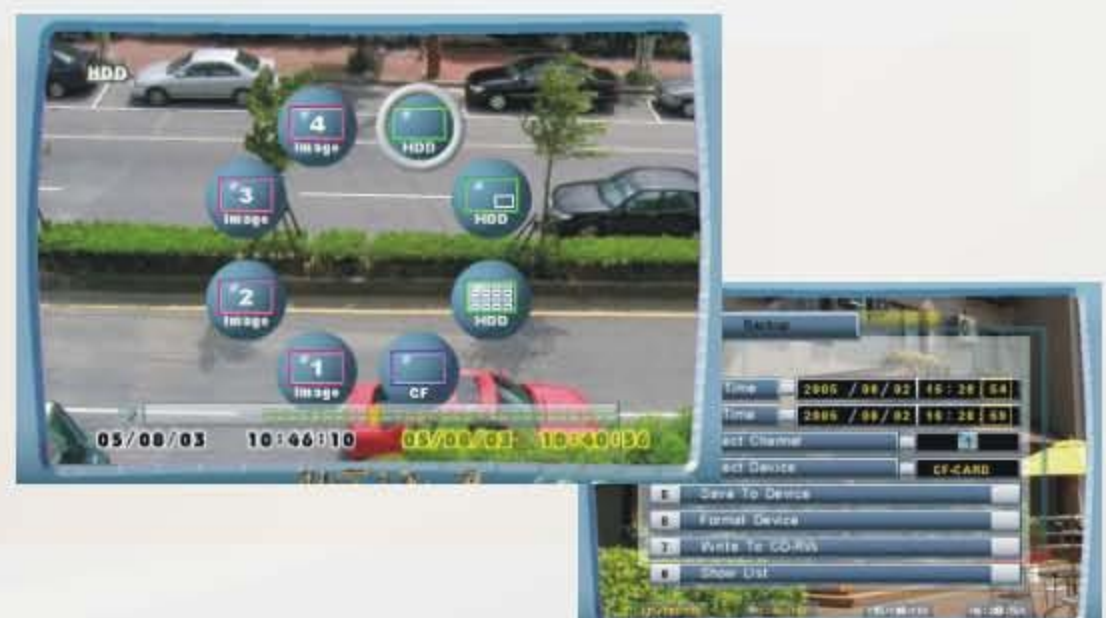 HDD
4
Image
HDD
3
Image
HDD
2
Image
HDD
1
Image
CF
05/08/03 10:46:10 05/08/03 10:40:56
Backup
Time 2005 / 08 / 02 16 : 28 54
Time 2005 / 08 / 02 16 : 28 59
ect Channel
ect Device CF-CARD
Save To Device
Format Device
7 Write To CD-RW
8 Show List